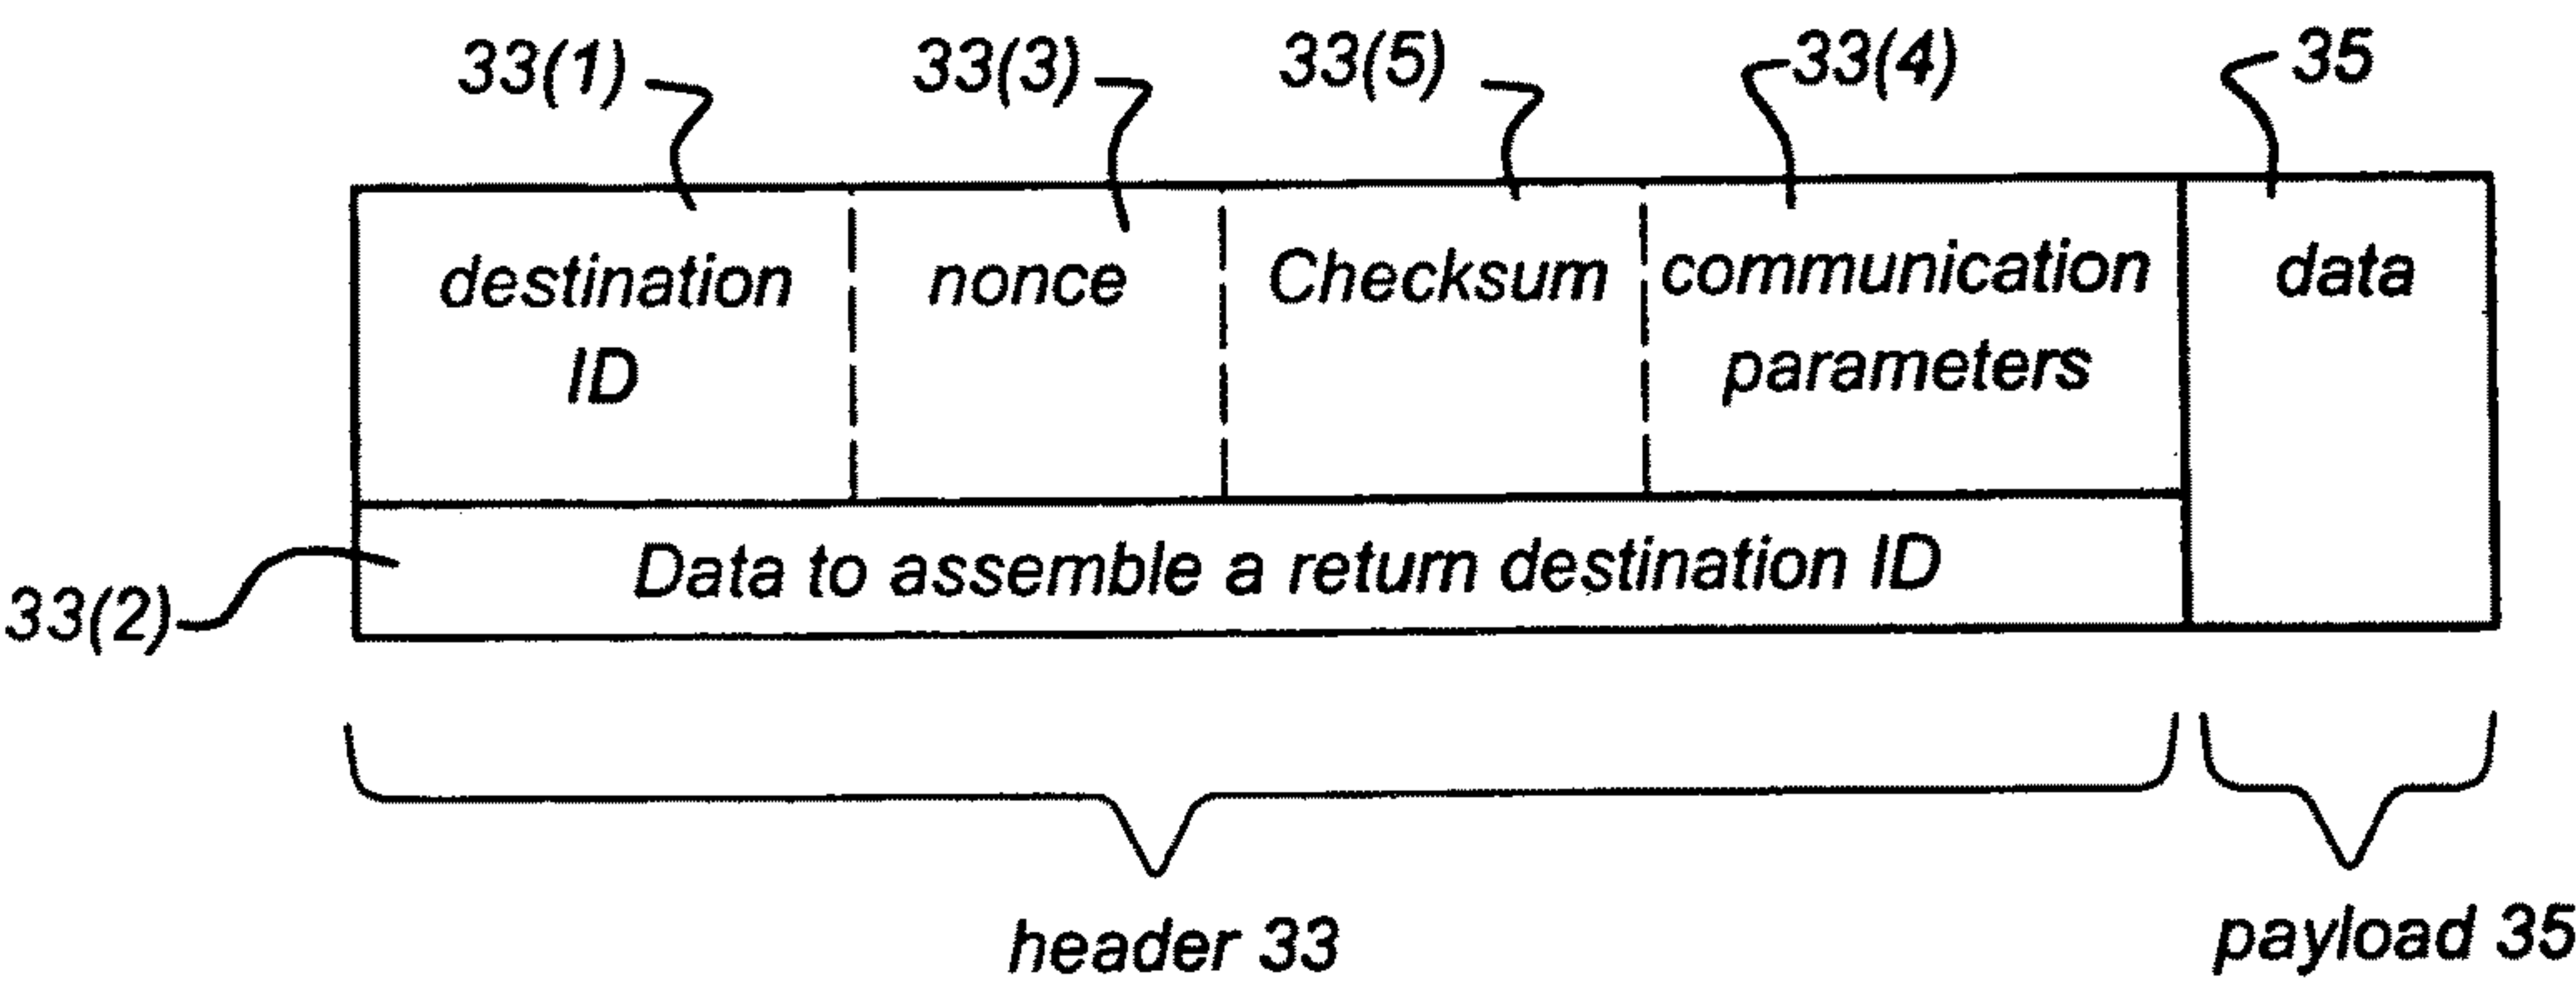 33(1) 33(3) 33(5) 33(4) 35
destination nonce Checksum communication data
ID parameters
Data to assemble a return destination ID
33(2)
header 33 payload 35